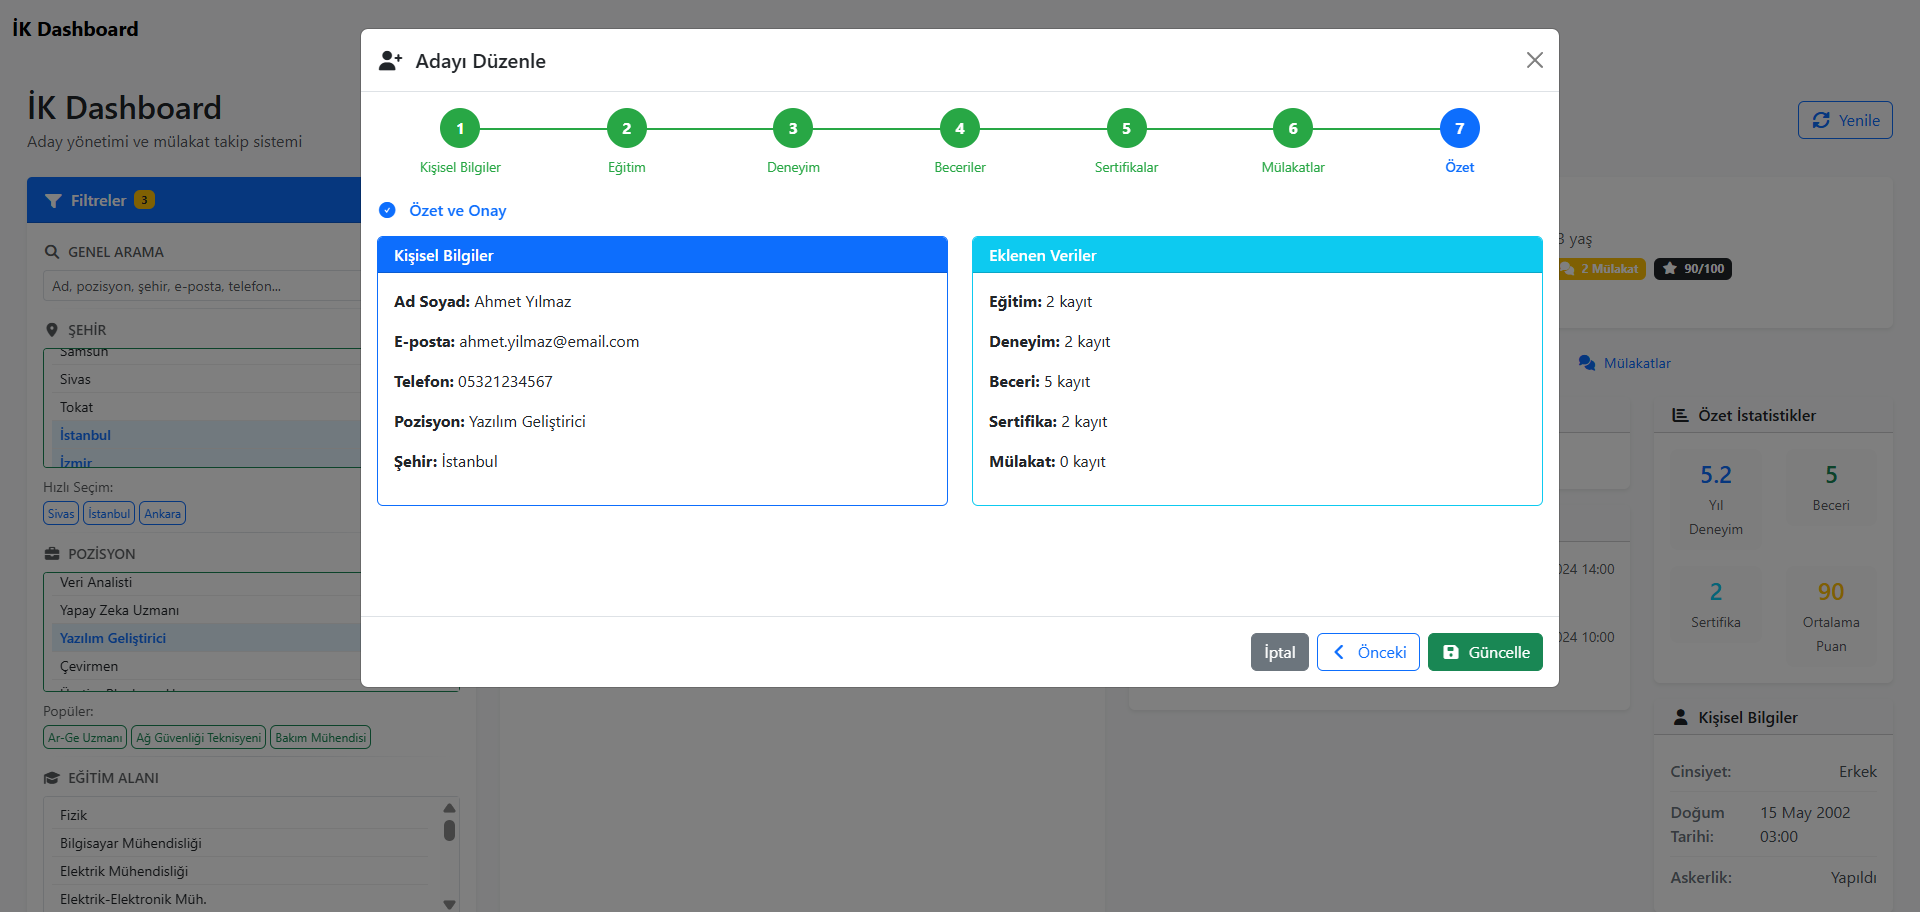 İK Dashboard
İK Dashboard
Aday yönetimi ve mülakat takip sistemi
Yenile
Filtreler 3
GENEL ARAMA
Ad, pozisyon, şehir, e-posta, telefon...
ŞEHİR
Samsun
Sivas
Tokat
İstanbul
İzmir
Hızlı Seçim:
Sivas İstanbul Ankara
POZİSYON
Veri Analisti
Yapay Zeka Uzmanı
Yazılım Geliştirici
Çevirmen
Popüler:
Ar-Ge Uzmanı Ağ Güvenliği Teknisyeni Bakım Mühendisi
EĞİTİM ALANI
Fizik
Bilgisayar Mühendisliği
Elektrik Mühendisliği
Elektrik-Elektronik Müh.
Adayı Düzenle
1 2 3 4 5 6 7
Kişisel Bilgiler Eğitim Deneyim Beceriler Sertifikalar Mülakatlar Özet
Özet ve Onay
Kişisel Bilgiler
Ad Soyad: Ahmet Yılmaz
E-posta: ahmet.yilmaz@email.com
Telefon: 05321234567
Pozisyon: Yazılım Geliştirici
Şehir: İstanbul
Eklenen Veriler
Eğitim: 2 kayıt
Deneyim: 2 kayıt
Beceri: 5 kayıt
Sertifika: 2 kayıt
Mülakat: 0 kayıt
İptal Önceki Güncelle
yaş
2 Mülakat 90/100
Mülakatlar
14:00
10:00
Özet İstatistikler
5.2
Yıl
Deneyim
5
Beceri
2
Sertifika
90
Ortalama
Puan
Kişisel Bilgiler
Cinsiyet: Erkek
Doğum Tarihi: 15 May 2002 03:00
Askerlik: Yapıldı